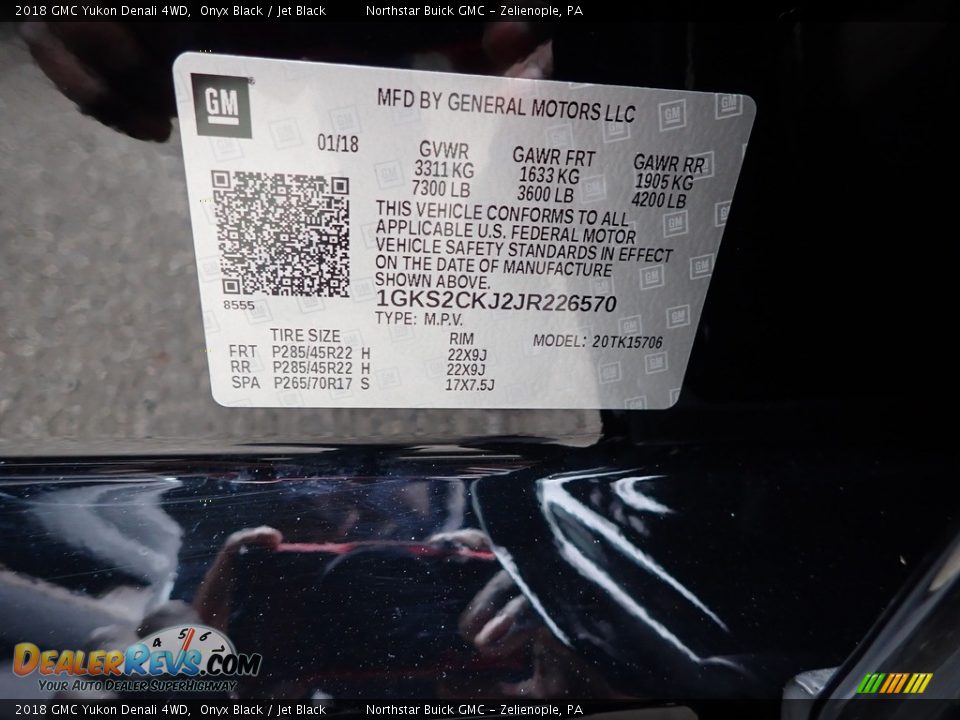 2018 GMC Yukon Denali 4WD, Onyx Black / Jet Black Northstar Buick GMC - Zelienople, PA
GM
MFD BY GENERAL MOTORS LLC
01/18
GVWR GAWR FRT GAWR RR
3311 KG 1633 KG 1905 KG
7300 LB 3600 LB 4200 LB
THIS VEHICLE CONFORMS TO ALL
APPLICABLE U.S. FEDERAL MOTOR
VEHICLE SAFETY STANDARDS IN EFFECT
ON THE DATE OF MANUFACTURE
SHOWN ABOVE.
8555
1GKS2CKJ2JR226570
TYPE: M.P.V.
TIRE SIZE RIM MODEL: 20TK15706
FRT P285/45R22 H 22X9J
RR P285/45R22 H 22X9J
SPA P265/70R17 S 17X7.5J
4 5 6
DealerRevs.com
Your Auto Dealer SuperHighway
2018 GMC Yukon Denali 4WD, Onyx Black / Jet Black Northstar Buick GMC - Zelienople, PA